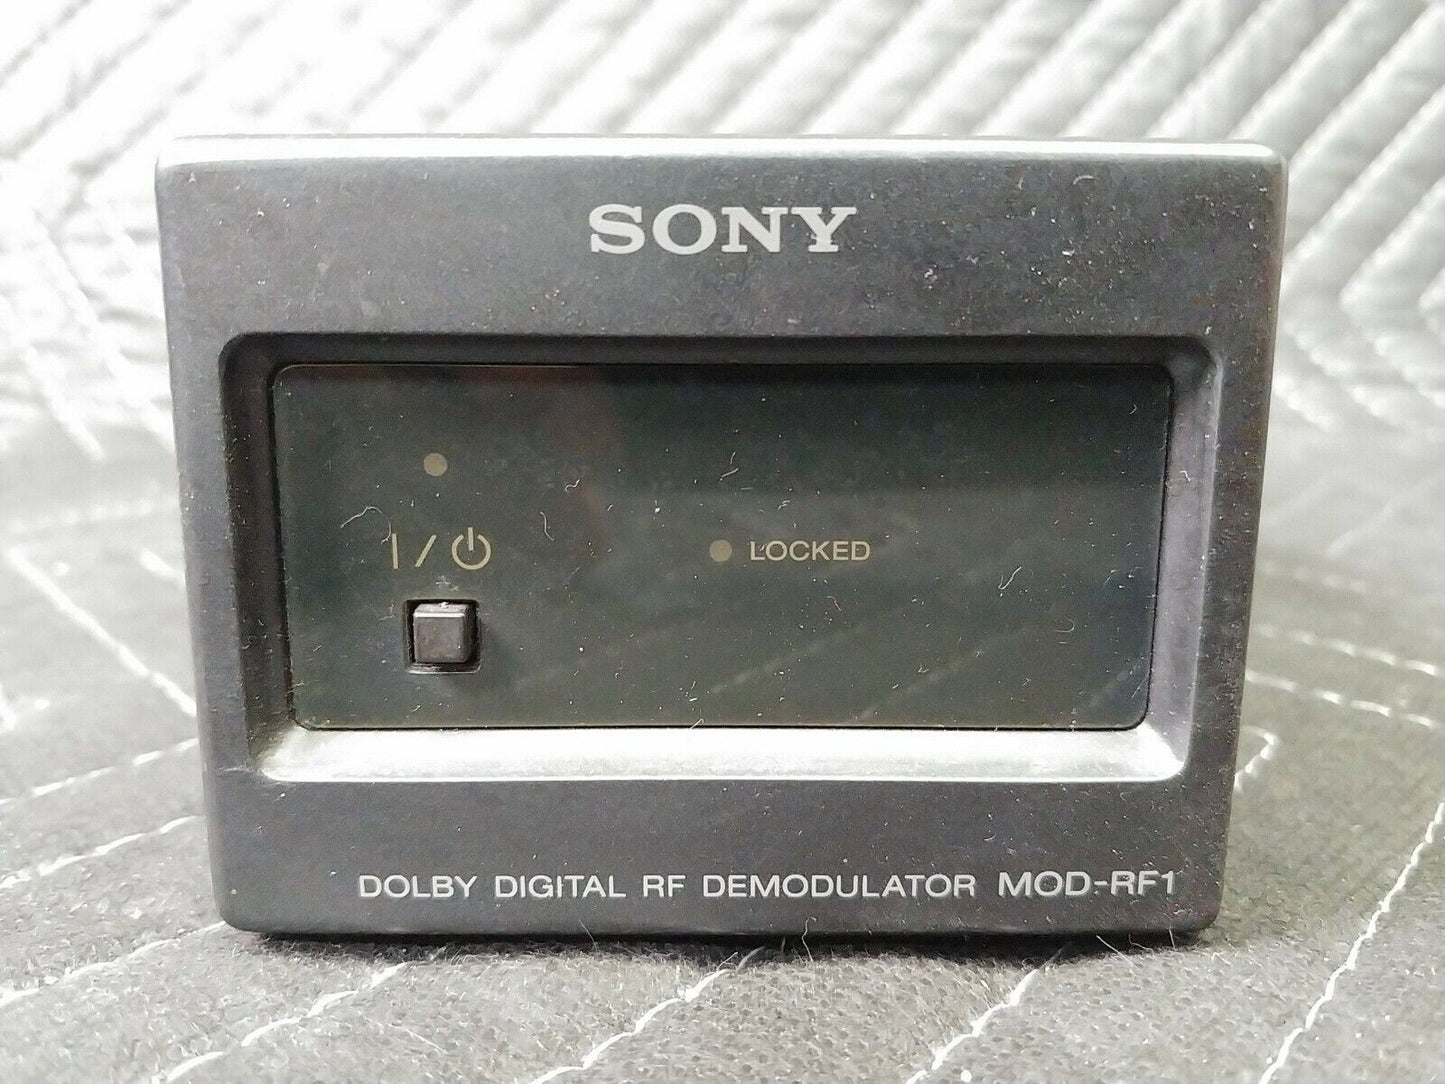 SONY
I/⏻
LOCKED
DOLBY DIGITAL RF DEMODULATOR MOD-RF1